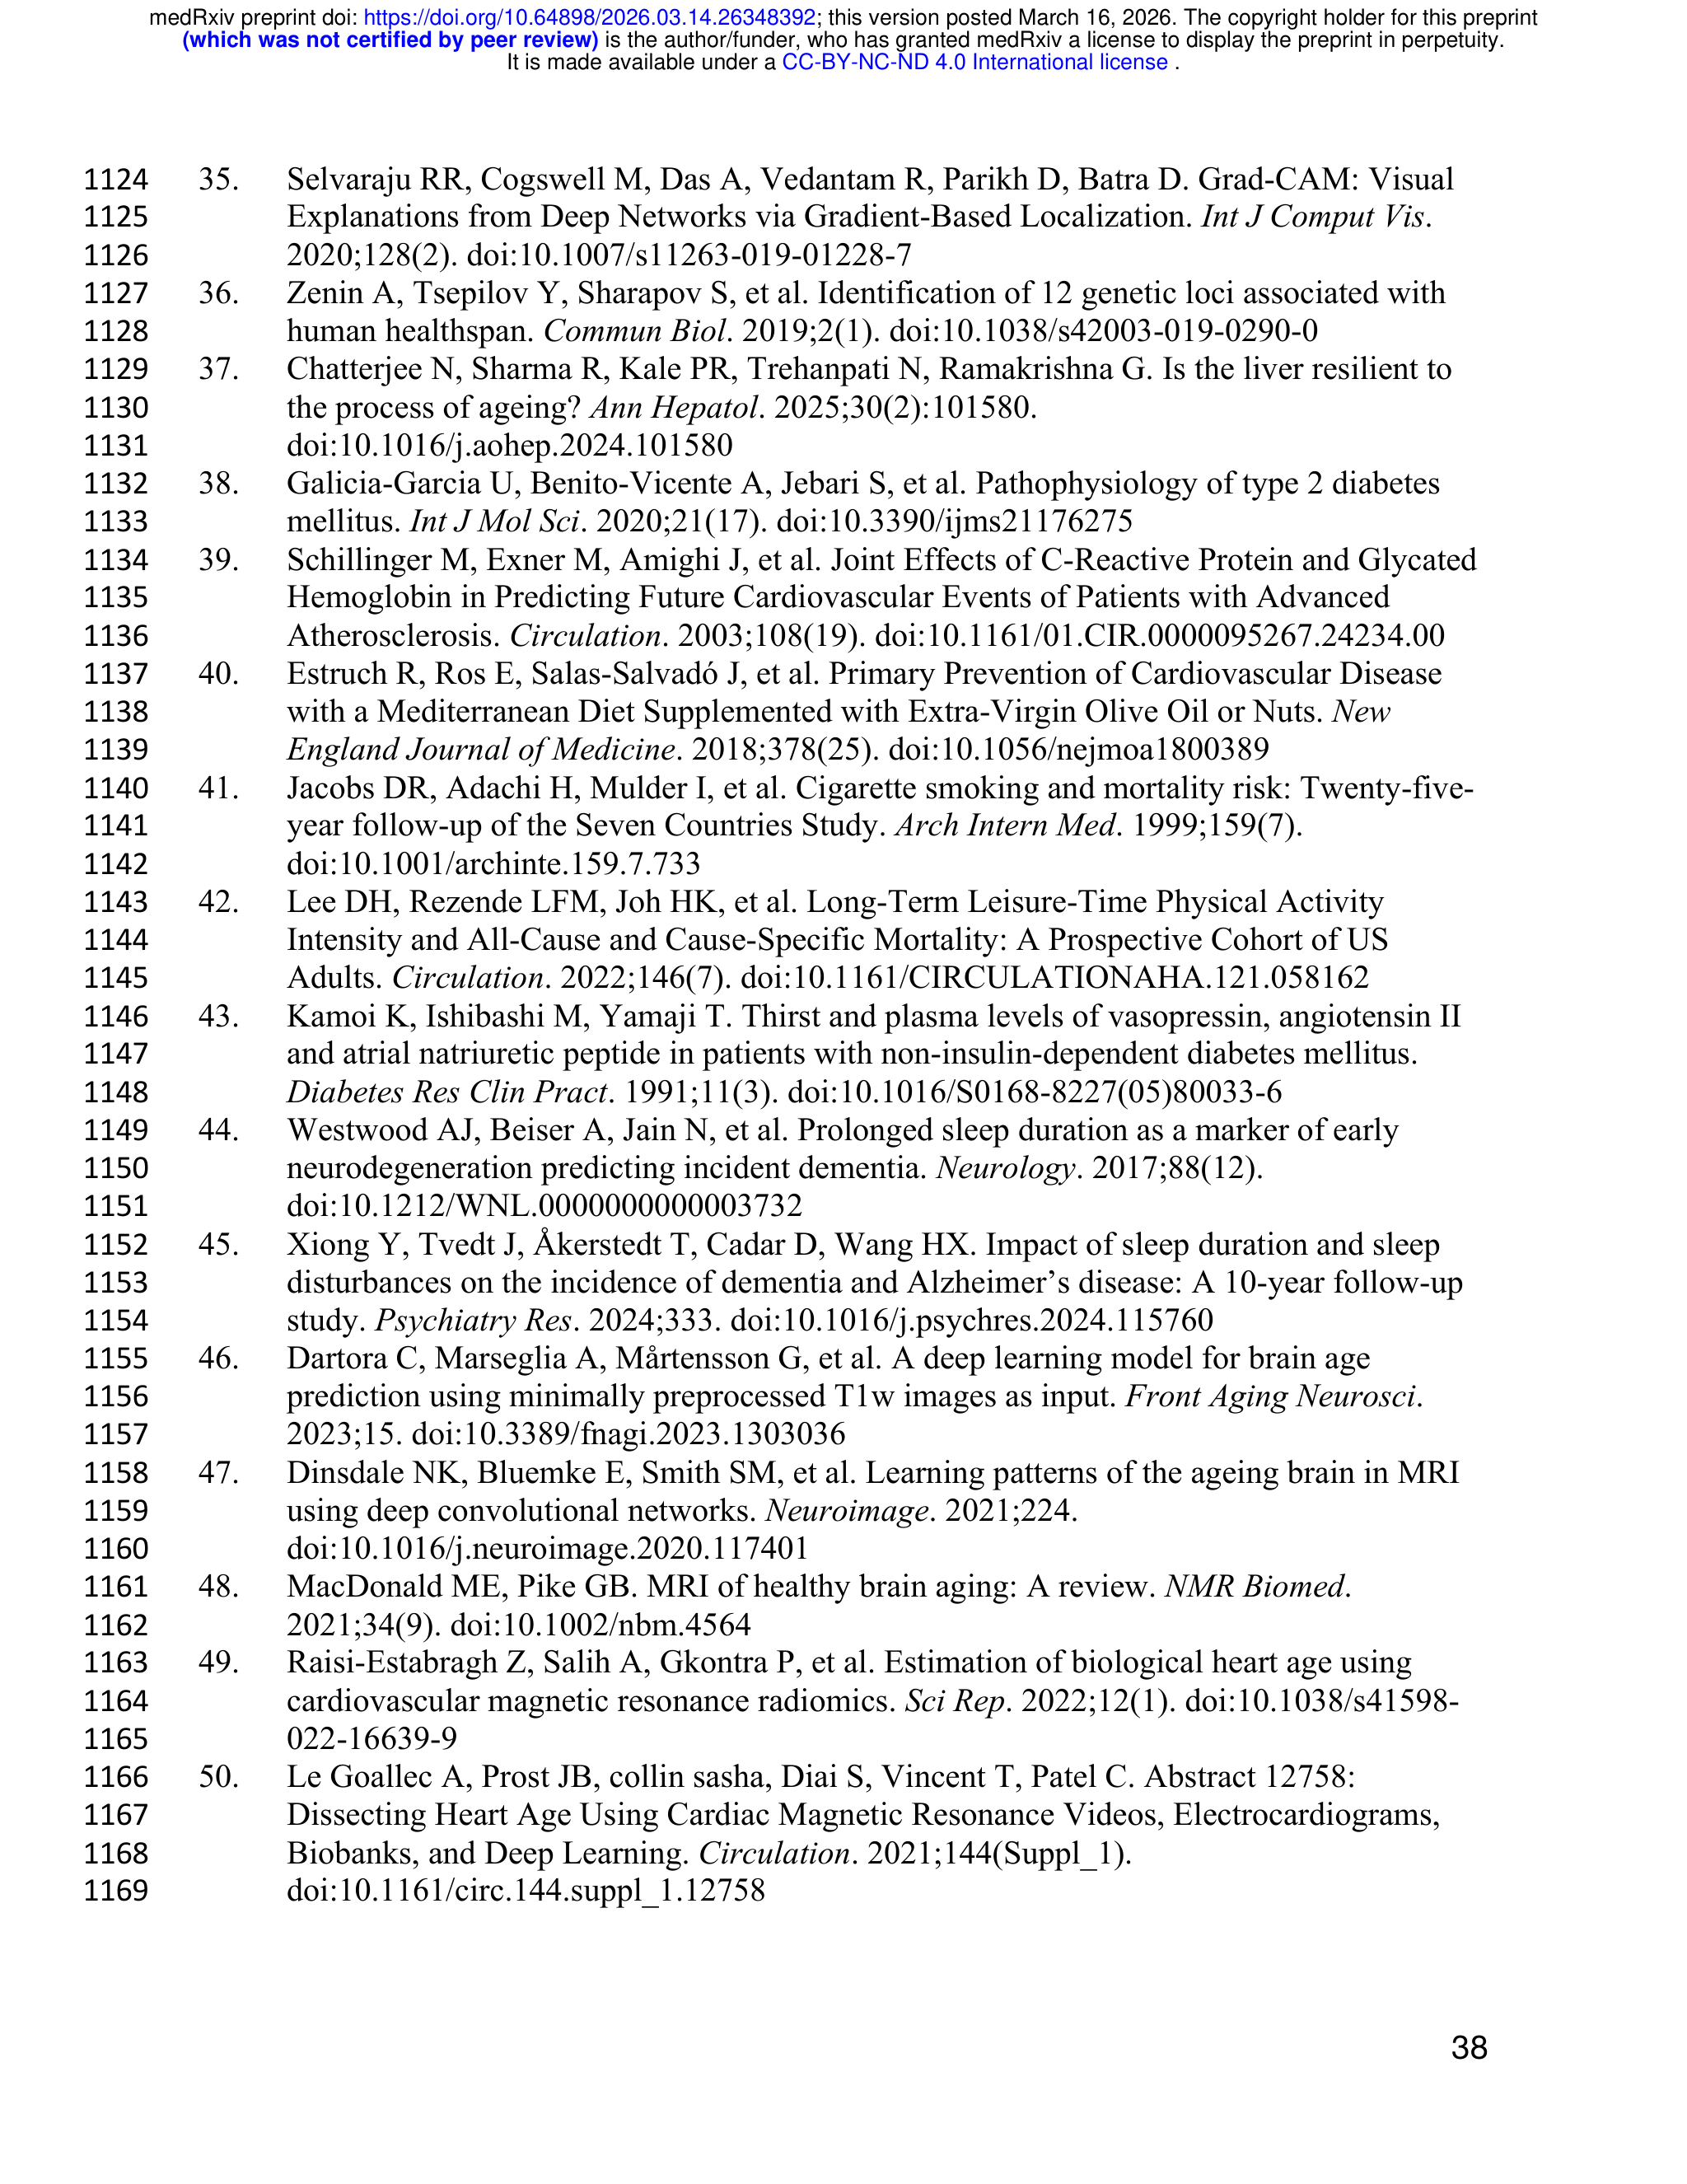 medRxiv preprint doi: https://doi.org/10.64898/2026.03.14.26348392; this version posted March 16, 2026. The copyright holder for this preprint
(which was not certified by peer review) is the author/funder, who has granted medRxiv a license to display the preprint in perpetuity.
It is made available under a CC-BY-NC-ND 4.0 International license .
1124 35. Selvaraju RR, Cogswell M, Das A, Vedantam R, Parikh D, Batra D. Grad-CAM: Visual
1125 Explanations from Deep Networks via Gradient-Based Localization. Int J Comput Vis.
1126 2020;128(2). doi:10.1007/s11263-019-01228-7
1127 36. Zenin A, Tsepilov Y, Sharapov S, et al. Identification of 12 genetic loci associated with
1128 human healthspan. Commun Biol. 2019;2(1). doi:10.1038/s42003-019-0290-0
1129 37. Chatterjee N, Sharma R, Kale PR, Trehanpati N, Ramakrishna G. Is the liver resilient to
1130 the process of ageing? Ann Hepatol. 2025;30(2):101580.
1131 doi:10.1016/j.aohep.2024.101580
1132 38. Galicia-Garcia U, Benito-Vicente A, Jebari S, et al. Pathophysiology of type 2 diabetes
1133 mellitus. Int J Mol Sci. 2020;21(17). doi:10.3390/ijms21176275
1134 39. Schillinger M, Exner M, Amighi J, et al. Joint Effects of C-Reactive Protein and Glycated
1135 Hemoglobin in Predicting Future Cardiovascular Events of Patients with Advanced
1136 Atherosclerosis. Circulation. 2003;108(19). doi:10.1161/01.CIR.0000095267.24234.00
1137 40. Estruch R, Ros E, Salas-Salvadó J, et al. Primary Prevention of Cardiovascular Disease
1138 with a Mediterranean Diet Supplemented with Extra-Virgin Olive Oil or Nuts. New
1139 England Journal of Medicine. 2018;378(25). doi:10.1056/nejmoa1800389
1140 41. Jacobs DR, Adachi H, Mulder I, et al. Cigarette smoking and mortality risk: Twenty-five-
1141 year follow-up of the Seven Countries Study. Arch Intern Med. 1999;159(7).
1142 doi:10.1001/archinte.159.7.733
1143 42. Lee DH, Rezende LFM, Joh HK, et al. Long-Term Leisure-Time Physical Activity
1144 Intensity and All-Cause and Cause-Specific Mortality: A Prospective Cohort of US
1145 Adults. Circulation. 2022;146(7). doi:10.1161/CIRCULATIONAHA.121.058162
1146 43. Kamoi K, Ishibashi M, Yamaji T. Thirst and plasma levels of vasopressin, angiotensin II
1147 and atrial natriuretic peptide in patients with non-insulin-dependent diabetes mellitus.
1148 Diabetes Res Clin Pract. 1991;11(3). doi:10.1016/S0168-8227(05)80033-6
1149 44. Westwood AJ, Beiser A, Jain N, et al. Prolonged sleep duration as a marker of early
1150 neurodegeneration predicting incident dementia. Neurology. 2017;88(12).
1151 doi:10.1212/WNL.0000000000003732
1152 45. Xiong Y, Tvedt J, Åkerstedt T, Cadar D, Wang HX. Impact of sleep duration and sleep
1153 disturbances on the incidence of dementia and Alzheimer’s disease: A 10-year follow-up
1154 study. Psychiatry Res. 2024;333. doi:10.1016/j.psychres.2024.115760
1155 46. Dartora C, Marseglia A, Mårtensson G, et al. A deep learning model for brain age
1156 prediction using minimally preprocessed T1w images as input. Front Aging Neurosci.
1157 2023;15. doi:10.3389/fnagi.2023.1303036
1158 47. Dinsdale NK, Bluemke E, Smith SM, et al. Learning patterns of the ageing brain in MRI
1159 using deep convolutional networks. Neuroimage. 2021;224.
1160 doi:10.1016/j.neuroimage.2020.117401
1161 48. MacDonald ME, Pike GB. MRI of healthy brain aging: A review. NMR Biomed.
1162 2021;34(9). doi:10.1002/nbm.4564
1163 49. Raisi-Estabragh Z, Salih A, Gkontra P, et al. Estimation of biological heart age using
1164 cardiovascular magnetic resonance radiomics. Sci Rep. 2022;12(1). doi:10.1038/s41598-
1165 022-16639-9
1166 50. Le Goallec A, Prost JB, collin sasha, Diai S, Vincent T, Patel C. Abstract 12758:
1167 Dissecting Heart Age Using Cardiac Magnetic Resonance Videos, Electrocardiograms,
1168 Biobanks, and Deep Learning. Circulation. 2021;144(Suppl_1).
1169 doi:10.1161/circ.144.suppl_1.12758
38